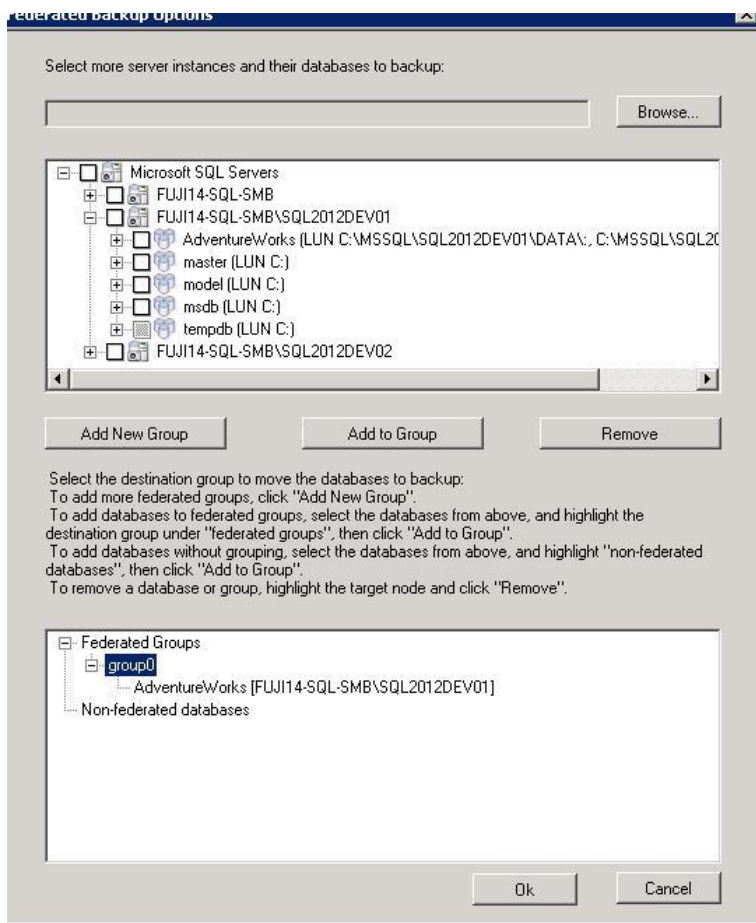 Federated Backup Options
Select more server instances and their databases to backup:
Browse...
Microsoft SQL Servers
FUJI14-SQL-SMB
FUJI14-SQL-SMB\SQL2012DEV01
AdventureWorks (LUN C:\MSSQL\SQL2012DEV01\DATA\:, C:\MSSQL\SQL20
master (LUN C:)
model (LUN C:)
msdb (LUN C:)
tempdb (LUN C:)
FUJI14-SQL-SMB\SQL2012DEV02
Add New Group
Add to Group
Remove
Select the destination group to move the databases to backup:
To add more federated groups, click "Add New Group".
To add databases to federated groups, select the databases from above, and highlight the
destination group under "federated groups", then click "Add to Group".
To add databases without grouping, select the databases from above, and highlight "non-federated
databases", then click "Add to Group".
To remove a database or group, highlight the target node and click "Remove".
Federated Groups
group0
AdventureWorks [FUJI14-SQL-SMB\SQL2012DEV01]
Non-federated databases
Ok
Cancel